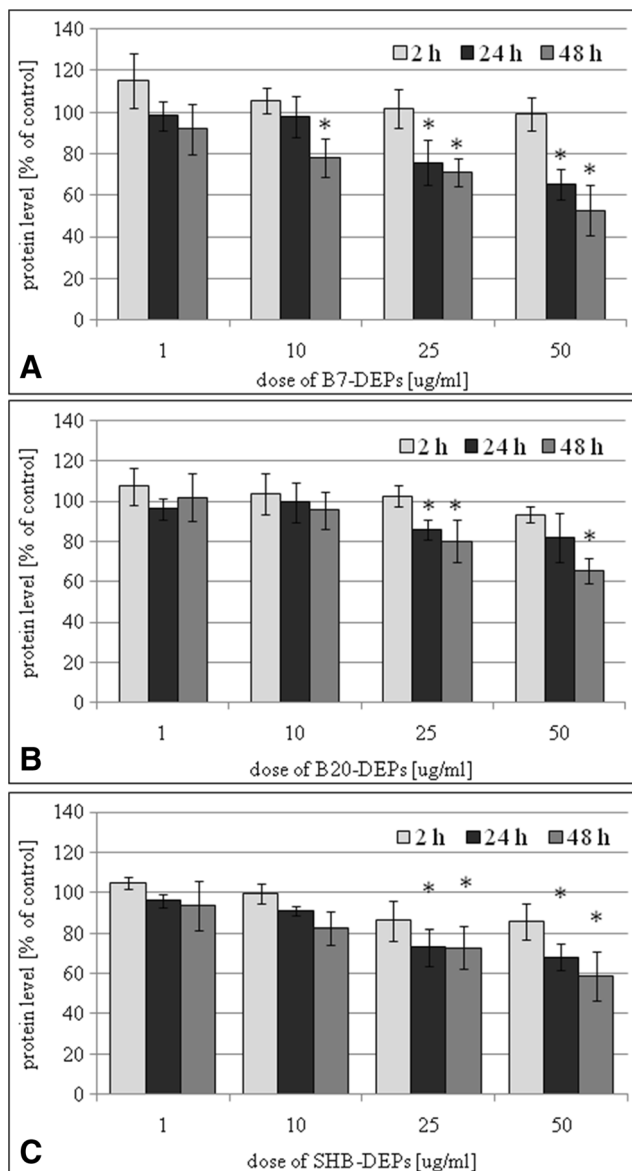 140
120
100
80
60
40
20
0
protein level [% of control]
2 h 24 h 48 h
* * * * *
1 10 25 50
dose of B7-DEPs [ug/ml]
A
140
120
100
80
60
40
20
0
protein level [% of control]
2 h 24 h 48 h
* * *
1 10 25 50
dose of B20-DEPs [ug/ml]
B
140
120
100
80
60
40
20
0
protein level [% of control]
2 h 24 h 48 h
* * * *
1 10 25 50
dose of SHB-DEPs [ug/ml]
C